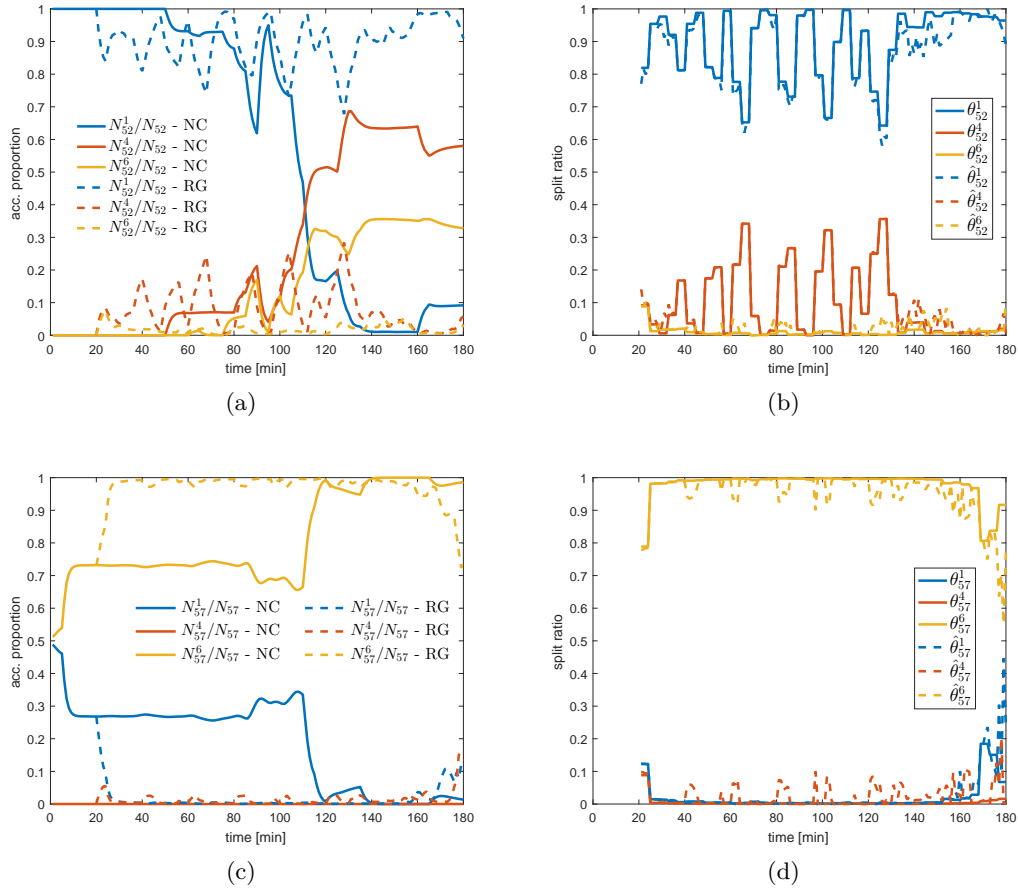 1
0.9
0.8
0.7
0.6
0.5
0.4
0.3
0.2
0.1
0
acc. proportion
N^1_52/N_52 - NC
N^4_52/N_52 - NC
N^6_52/N_52 - NC
N^1_52/N_52 - RG
N^4_52/N_52 - RG
N^6_52/N_52 - RG
0 20 40 60 80 100 120 140 160 180
time [min]
(a)
1
0.9
0.8
0.7
0.6
0.5
0.4
0.3
0.2
0.1
0
split ratio
θ^1_52
θ^4_52
θ^6_52
θ̂^1_52
θ̂^4_52
θ̂^6_52
0 20 40 60 80 100 120 140 160 180
time [min]
(b)
1
0.9
0.8
0.7
0.6
0.5
0.4
0.3
0.2
0.1
0
acc. proportion
N^1_57/N_57 - NC N^1_57/N_57 - RG
N^4_57/N_57 - NC N^4_57/N_57 - RG
N^6_57/N_57 - NC N^6_57/N_57 - RG
0 20 40 60 80 100 120 140 160 180
time [min]
(c)
1
0.9
0.8
0.7
0.6
0.5
0.4
0.3
0.2
0.1
0
split ratio
θ^1_57
θ^4_57
θ^6_57
θ̂^1_57
θ̂^4_57
θ̂^6_57
0 20 40 60 80 100 120 140 160 180
time [min]
(d)